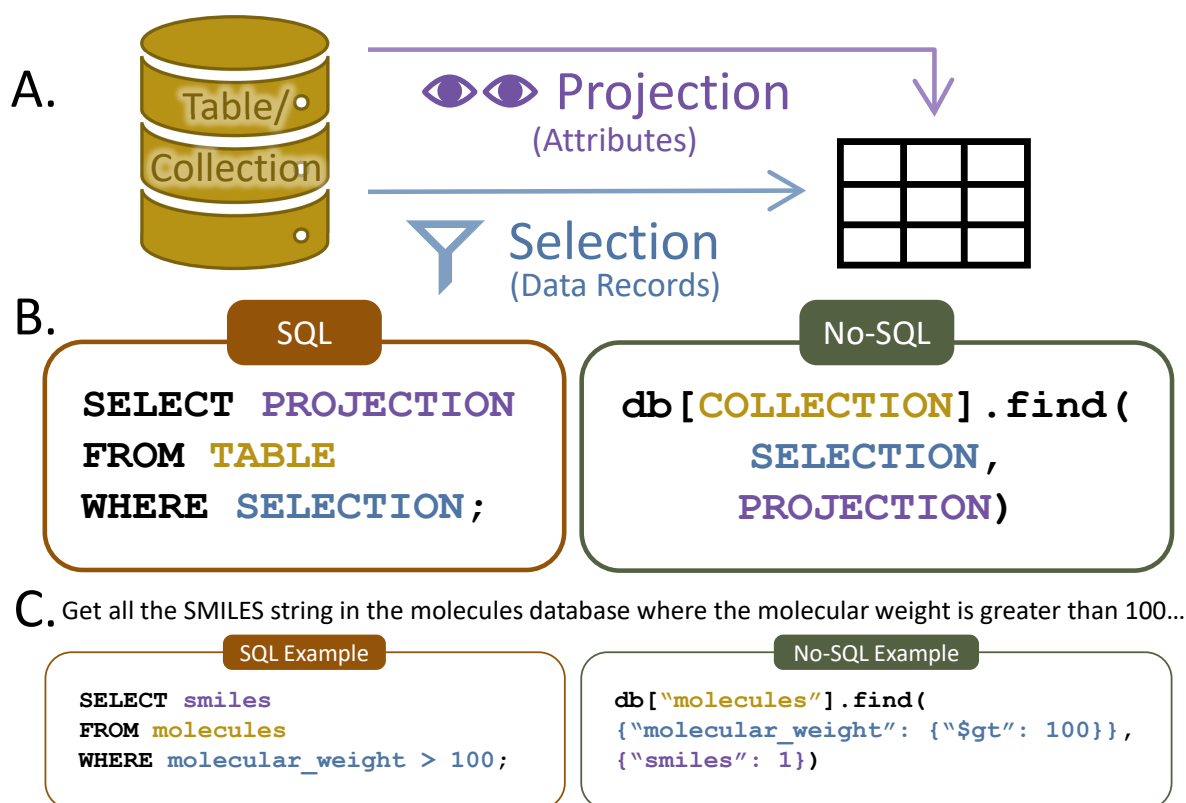 A.
Table/
Collection
Projection
(Attributes)
Selection
(Data Records)
B.
SQL
SELECT PROJECTION
FROM TABLE
WHERE SELECTION;
No-SQL
db[COLLECTION].find(
SELECTION,
PROJECTION)
C.
Get all the SMILES string in the molecules database where the molecular weight is greater than 100…
SQL Example
SELECT smiles
FROM molecules
WHERE molecular_weight > 100;
No-SQL Example
db[“molecules”].find(
{“molecular_weight”: {“$gt”: 100}},
{“smiles”: 1})